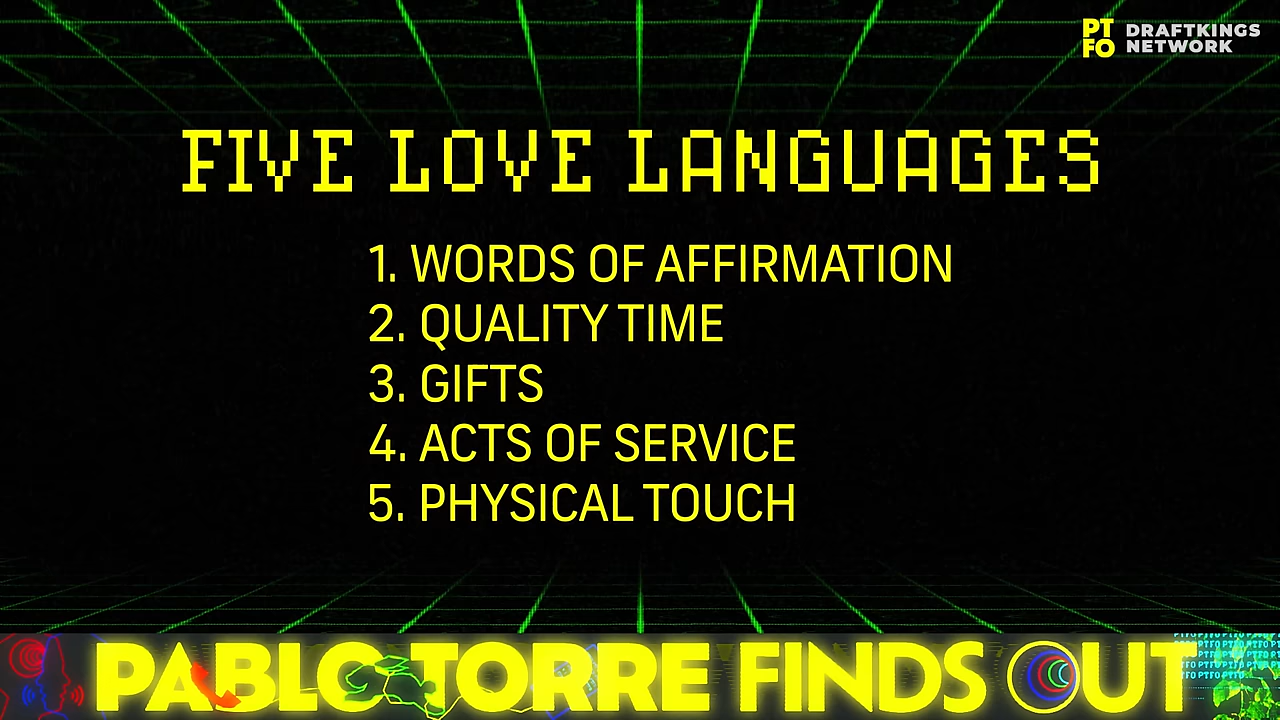 PT
FO
DRAFTKINGS
NETWORK
FIVE LOVE LANGUAGES
1. WORDS OF AFFIRMATION
2. QUALITY TIME
3. GIFTS
4. ACTS OF SERVICE
5. PHYSICAL TOUCH
PABLO TORRE FINDS OUT